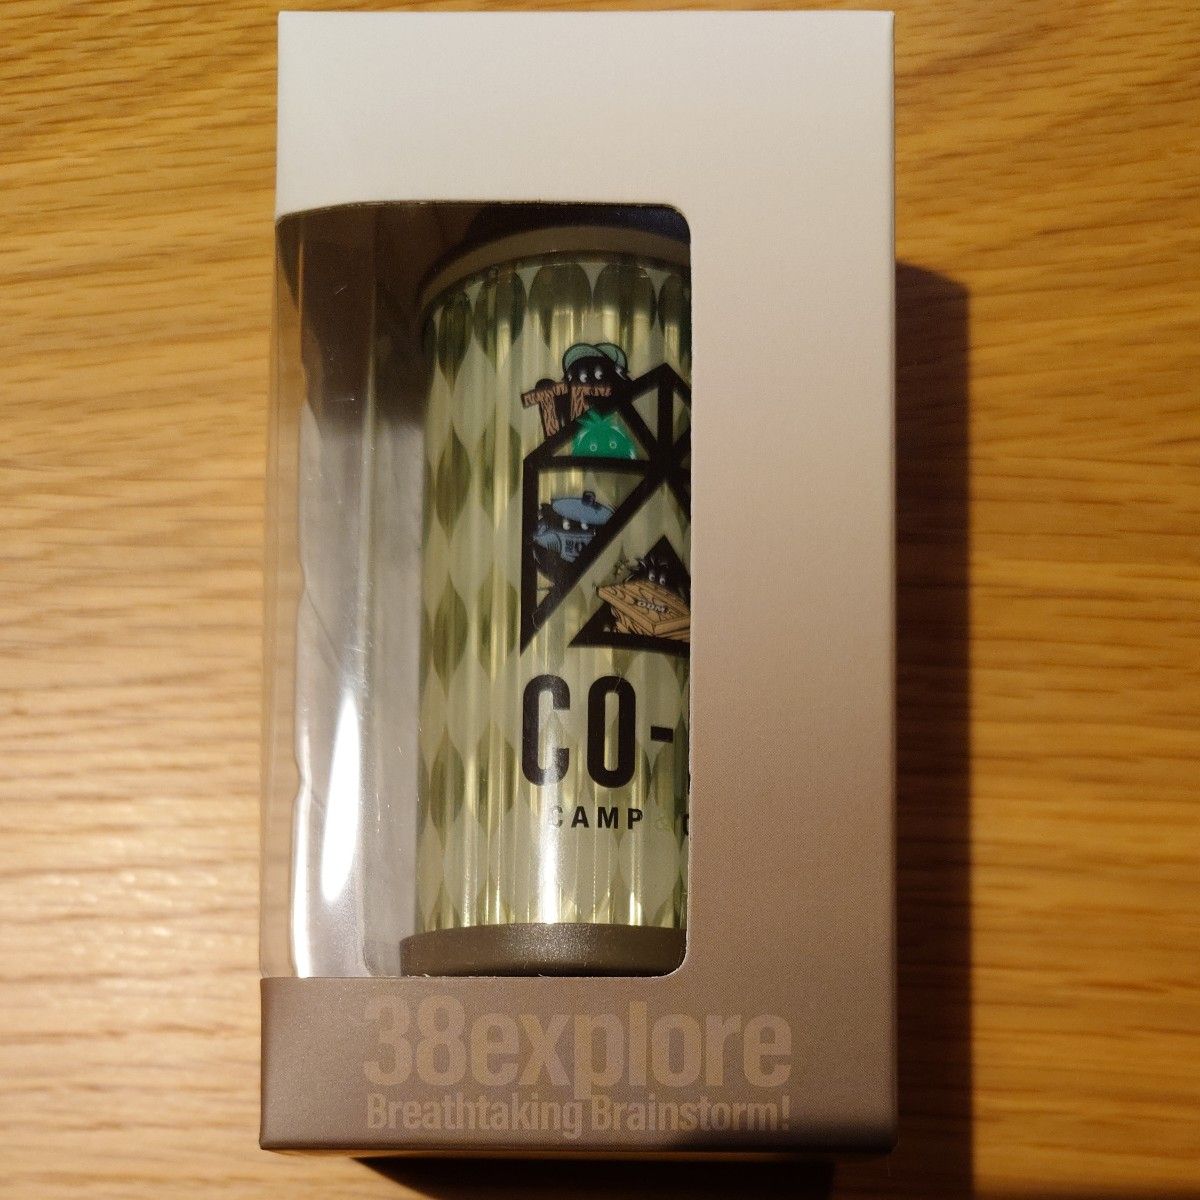 CO-
CAMP
38explore
Breathtaking Brainstorm!